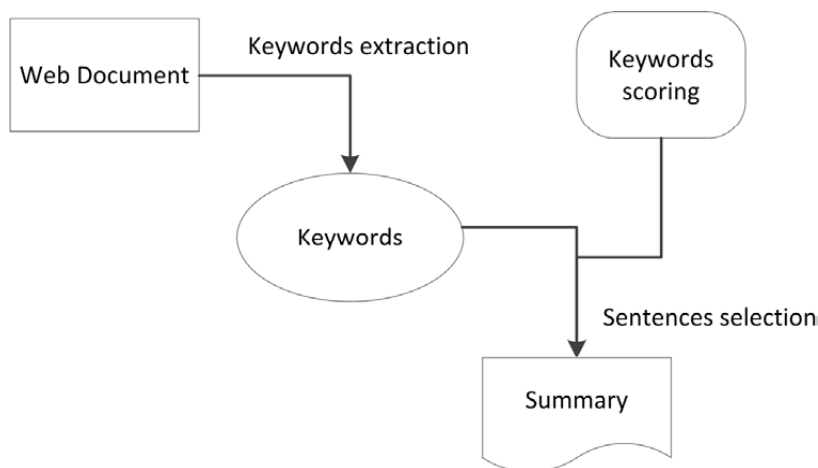 Web Document
Keywords extraction
Keywords
scoring
Keywords
Sentences selection
Summary